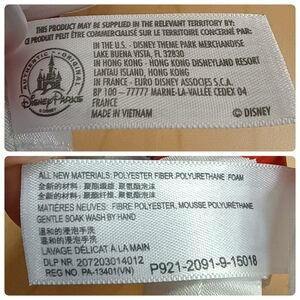 THIS PRODUCT MAY BE SUPPLIED IN THE RELEVANT TERRITORY BY:
CE PRODUIT PEUT ÊTRE COMMERCIALISÉ SUR LE TERRITOIRE CONCERNÉ PAR:
IN THE U.S. - DISNEY THEME PARK MERCHANDISE
LAKE BUENA VISTA, FL 32830
IN HONG KONG - HONG KONG DISNEYLAND RESORT
LANTAU ISLAND, HONG KONG
IN FRANCE - EURO DISNEY ASSOCIES S.C.A.
BP 100 - 77777 MARNE-LA-VALLÉE CEDEX 04
FRANCE
MADE IN VIETNAM
© DISNEY
AUTHENTIC ORIGINAL
DISNEY PARKS
© DISNEY
ALL NEW MATERIALS: POLYESTER FIBER, POLYURETHANE FOAM
全新的材料: 聚酯纖維, 聚氨酯泡沫
全新的材料: 聚酯纤维, 聚氨酯泡沫
MATIÈRES NEUVES: FIBRE POLYESTER, MOUSSE POLYURÉTHANE
GENTLE SOAK WASH BY HAND
溫和的浸泡手洗
温和的浸泡手洗
LAVAGE DÉLICAT À LA MAIN
DLP NR 207203014012
REG NO. PA-13401(VN)
P921-2091-9-15018